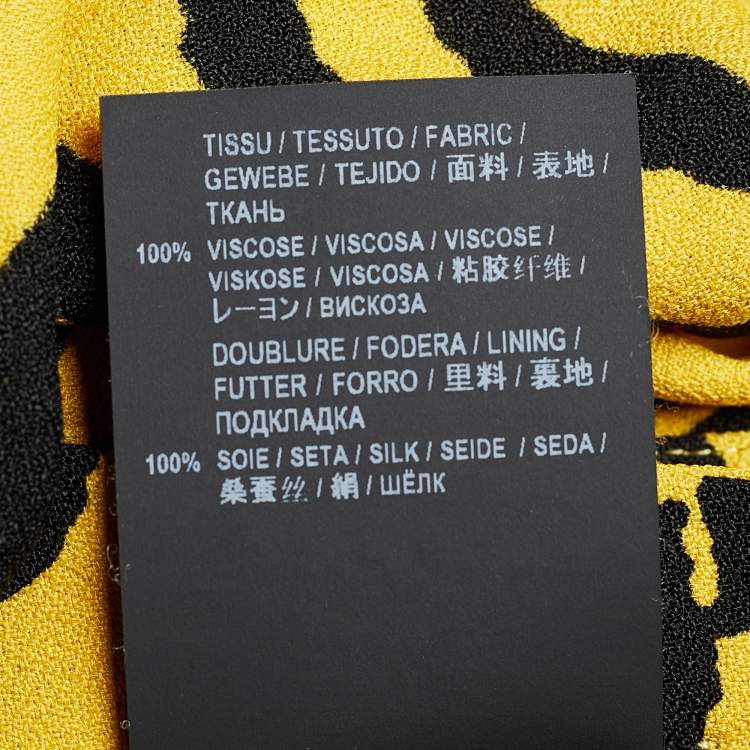 TISSU / TESSUTO / FABRIC /
GEWEBE / TEJIDO / 面料 / 表地 /
ТКАНЬ
100% VISCOSE / VISCOSA / VISCOSE /
VISKOSE / VISCOSA / 粘胶纤维 /
レーヨン / ВИСКОЗА
DOUBLURE / FODERA / LINING /
FUTTER / FORRO / 里料 / 裏地 /
ПОДКЛАДКА
100% SOIE / SETA / SILK / SEIDE / SEDA /
桑蚕丝 / 絹 / ШЁЛК